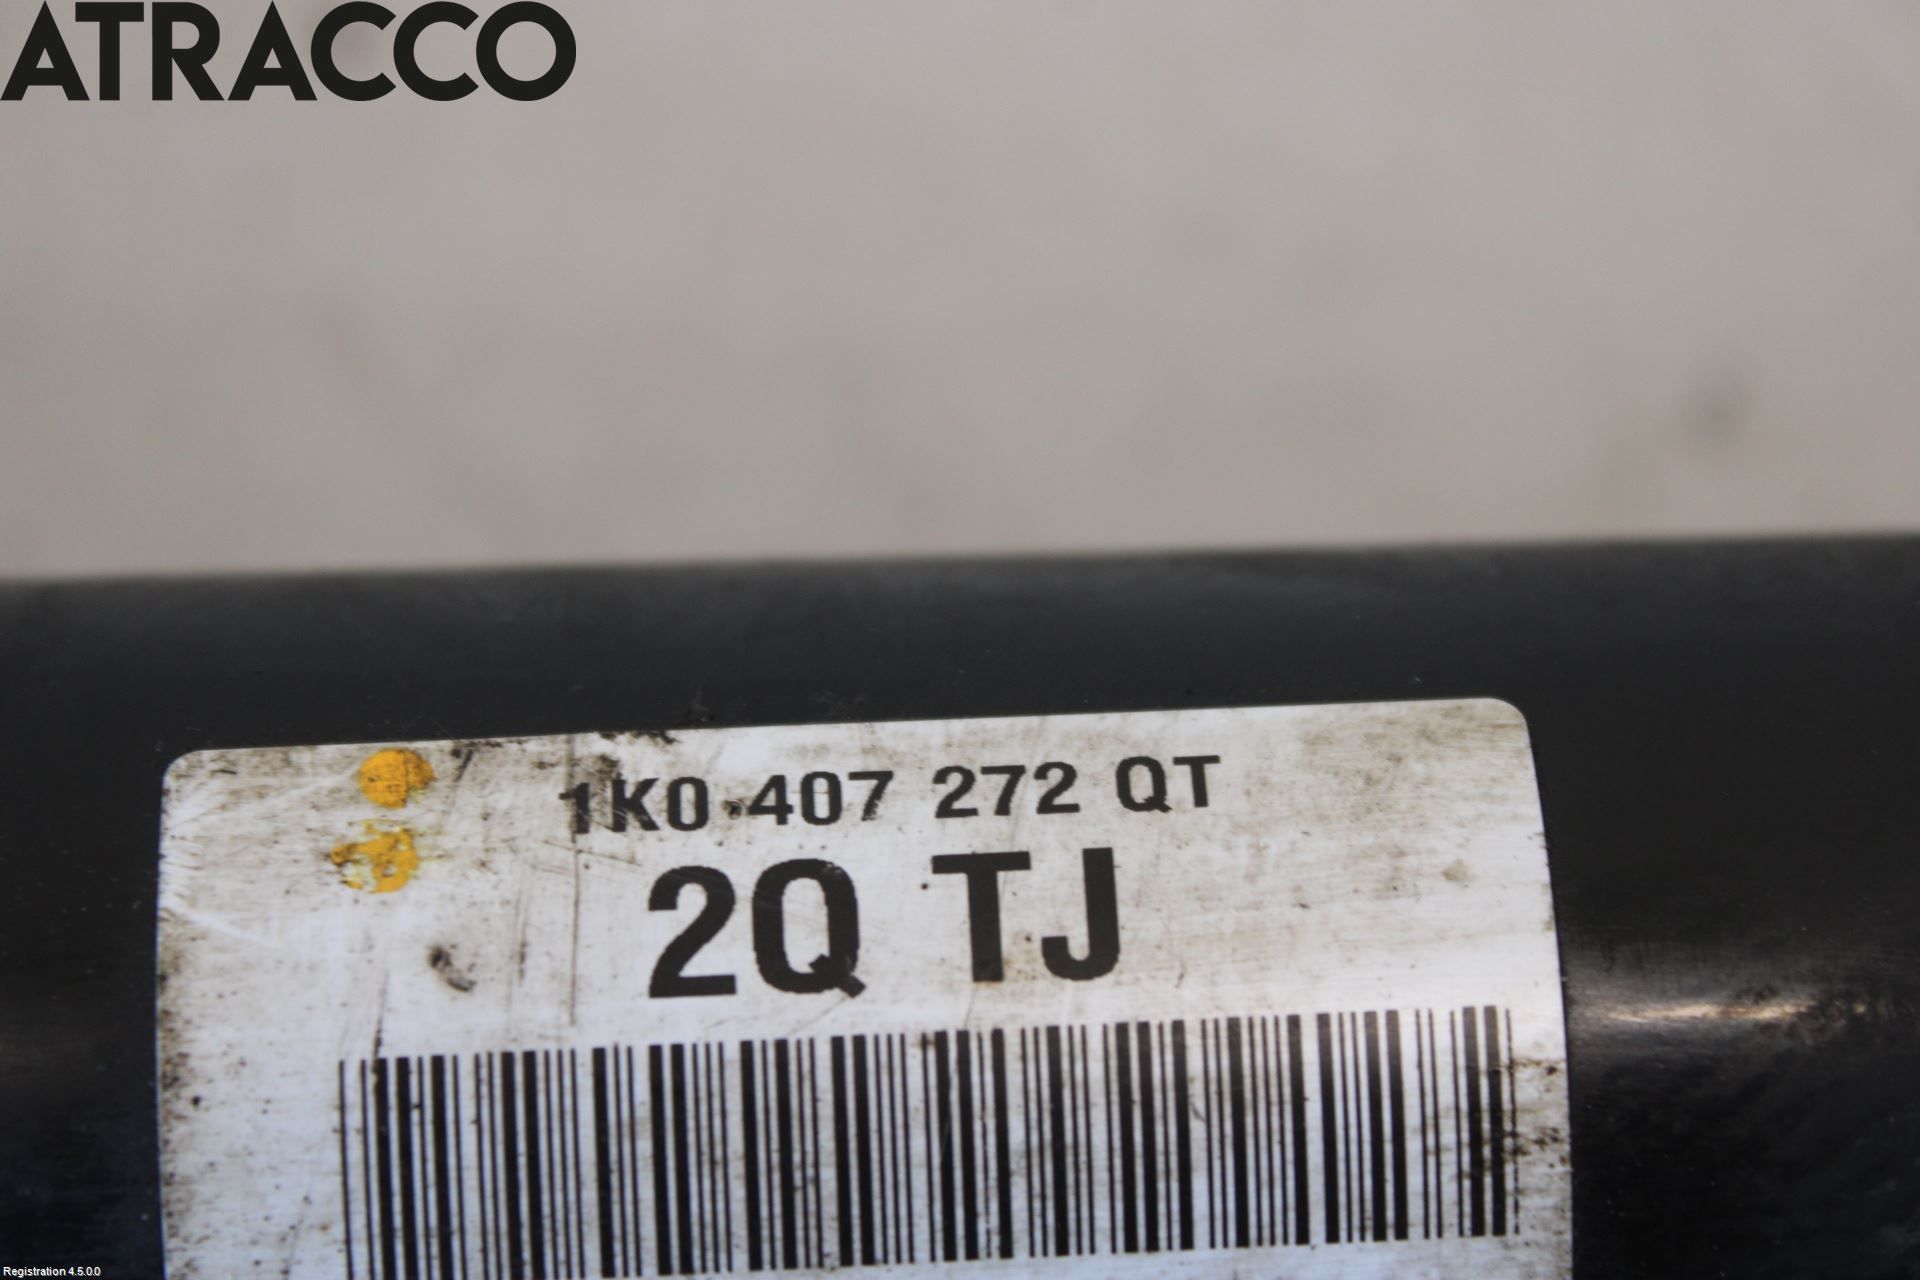 ATRACCO
1K0 407 272 QT
2Q TJ
Registration 4.5.0.0